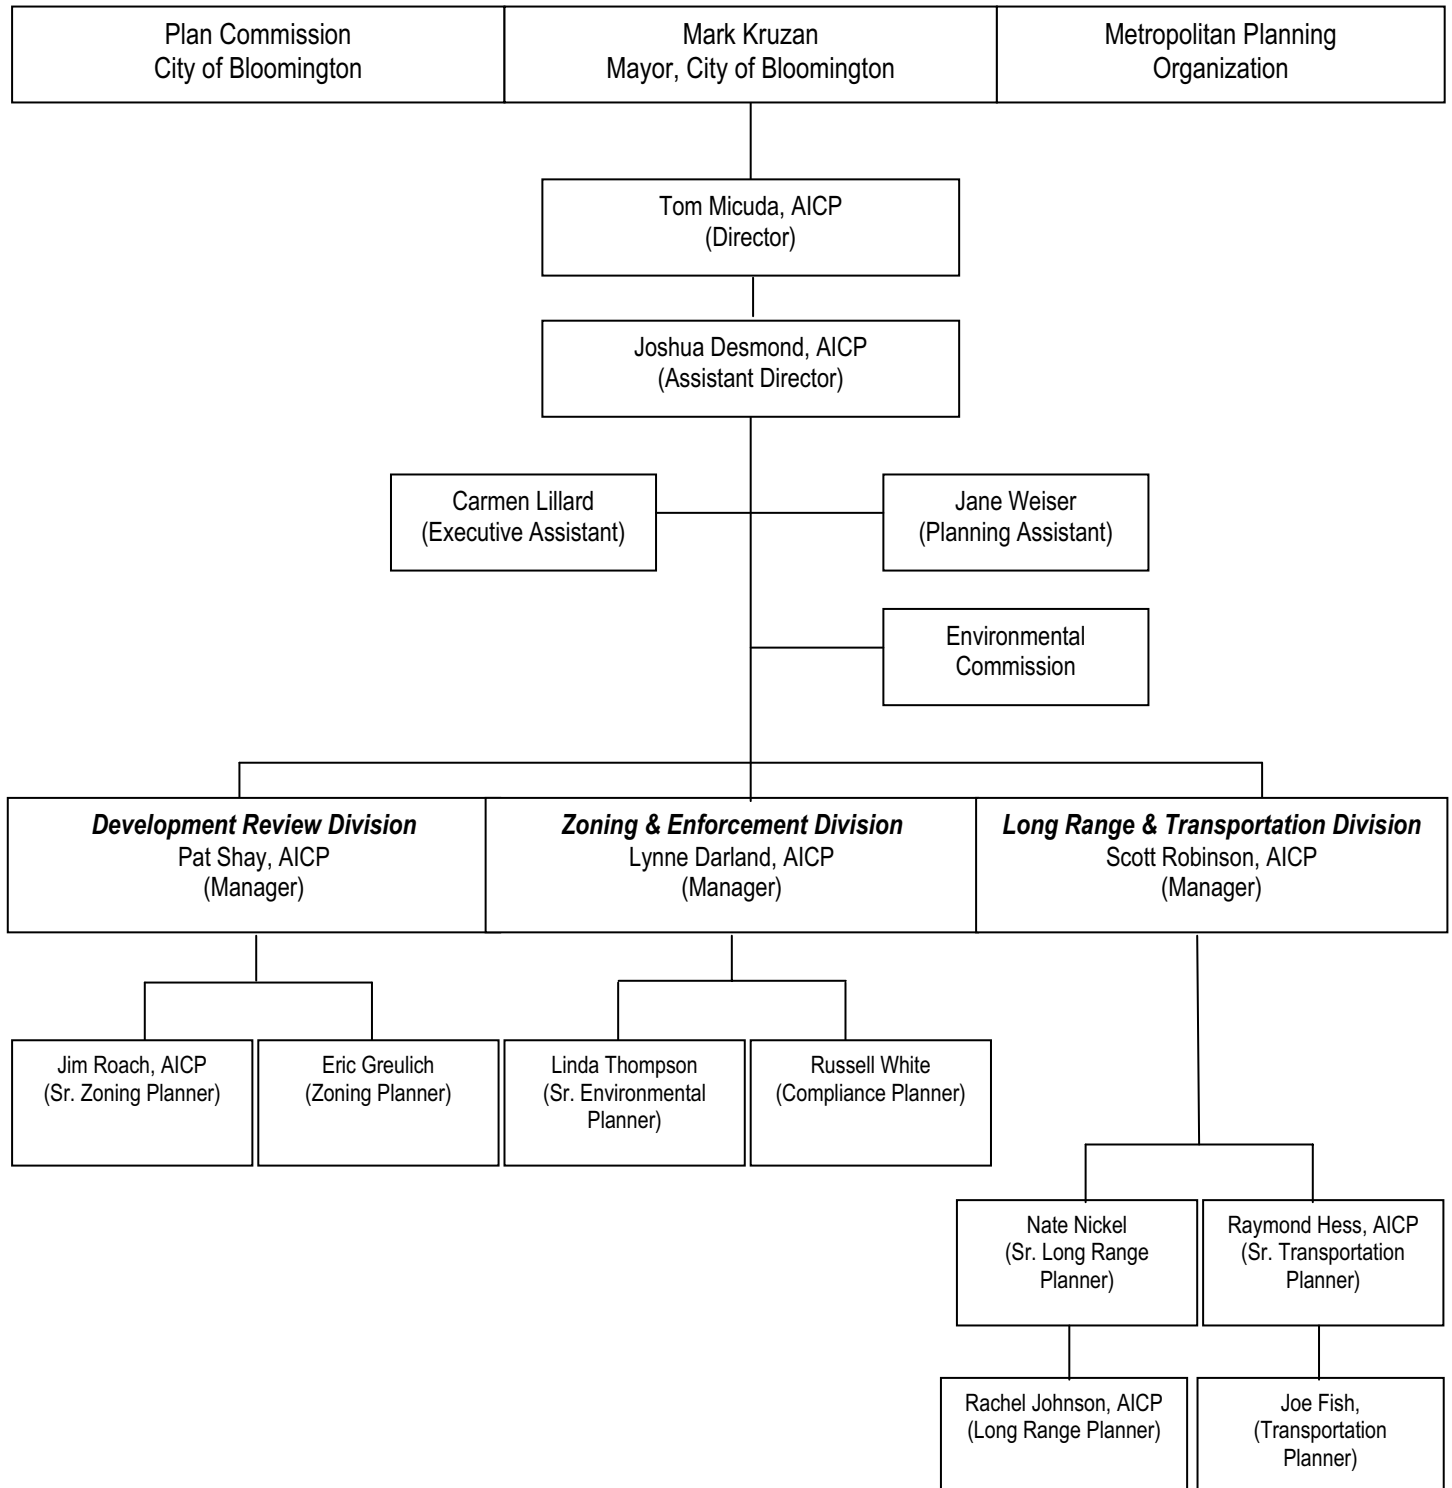 Plan Commission
City of Bloomington
Mark Kruzan
Mayor, City of Bloomington
Metropolitan Planning
Organization
Tom Micuda, AICP
(Director)
Joshua Desmond, AICP
(Assistant Director)
Carmen Lillard
(Executive Assistant)
Jane Weiser
(Planning Assistant)
Environmental
Commission
Development Review Division
Pat Shay, AICP
(Manager)
Zoning & Enforcement Division
Lynne Darland, AICP
(Manager)
Long Range & Transportation Division
Scott Robinson, AICP
(Manager)
Jim Roach, AICP
(Sr. Zoning Planner)
Eric Greulich
(Zoning Planner)
Linda Thompson
(Sr. Environmental
Planner)
Russell White
(Compliance Planner)
Nate Nickel
(Sr. Long Range
Planner)
Raymond Hess, AICP
(Sr. Transportation
Planner)
Rachel Johnson, AICP
(Long Range Planner)
Joe Fish,
(Transportation
Planner)